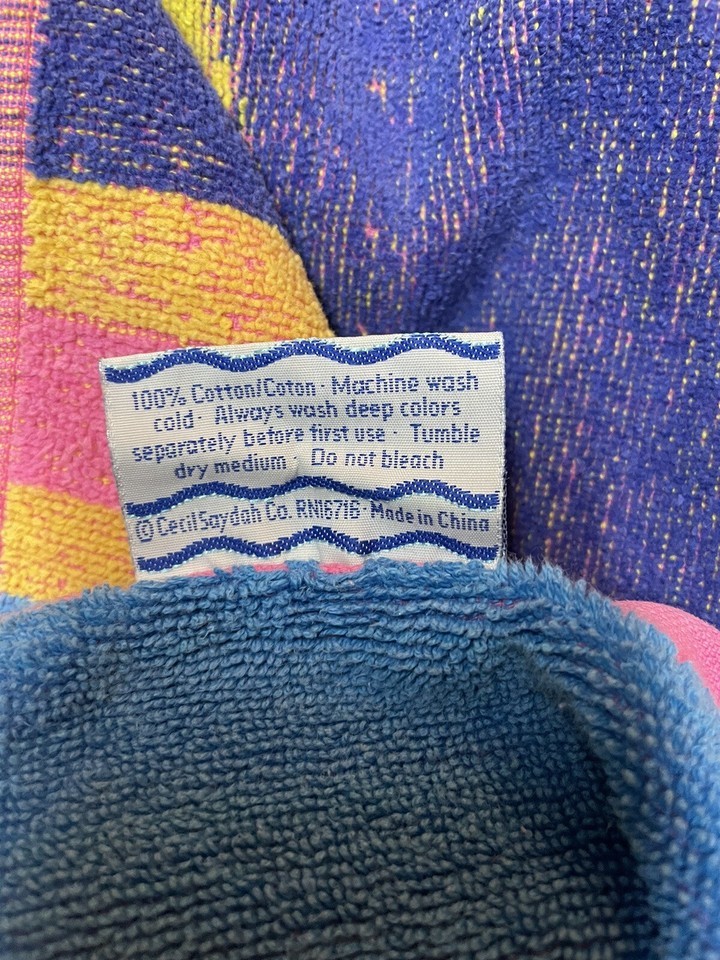 100% Cotton/Coton · Machine wash
cold · Always wash deep colors
separately before first use · Tumble
dry medium · Do not bleach
© Cecil Saydah Co. RN16716 · Made in China